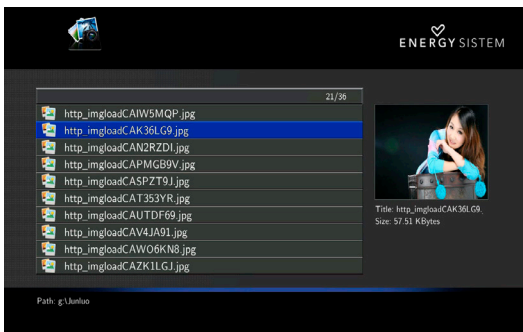 ENERGY SISTEM
21/36
http_imgloadCAIW5MQP.jpg
http_imgloadCAK36LG9.jpg
http_imgloadCAN2RZDI.jpg
http_imgloadCAPMGB9V.jpg
http_imgloadCASPZT9J.jpg
http_imgloadCAT353YR.jpg
http_imgloadCAUTDF69.jpg
http_imgloadCAV4JA91.jpg
http_imgloadCAWO6KN8.jpg
http_imgloadCAZK1LGJ.jpg
Title: http_imgloadCAK36LG9.
Size: 57.51 KBytes
Path: g:\Junluo